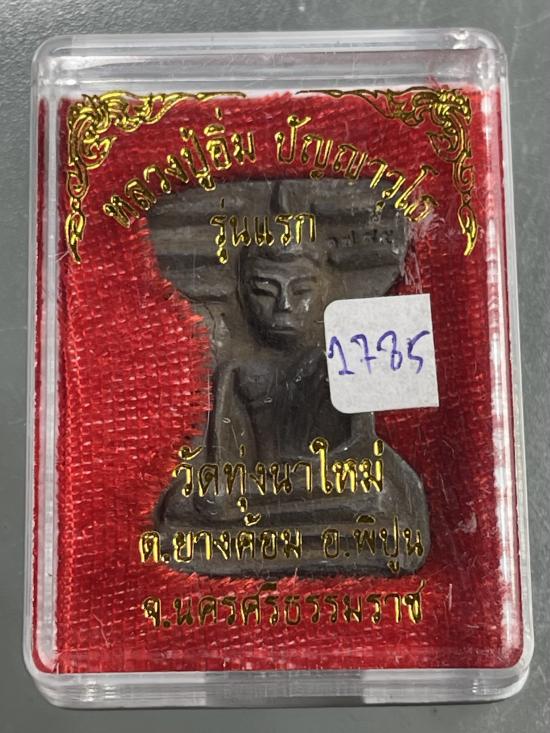 หลวงปู่อิ่ม ปัญญาวุโธ
รุ่นแรก
1785
วัดทุ่งนาใหม่
ต.ยางค้อม อ.พิปูน
จ.นครศรีธรรมราช